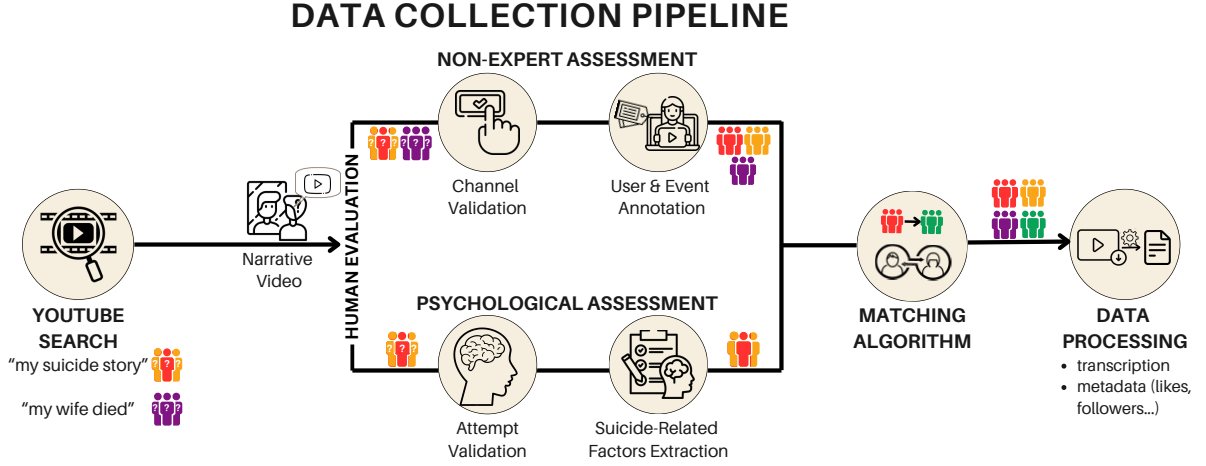 DATA COLLECTION PIPELINE
NON-EXPERT ASSESSMENT
Channel
Validation
User & Event
Annotation
HUMAN EVALUATION
Narrative
Video
YOUTUBE
SEARCH
"my suicide story"
"my wife died"
PSYCHOLOGICAL ASSESSMENT
Attempt
Validation
Suicide-Related
Factors Extraction
MATCHING
ALGORITHM
DATA
PROCESSING
• transcription
• metadata (likes,
followers...)